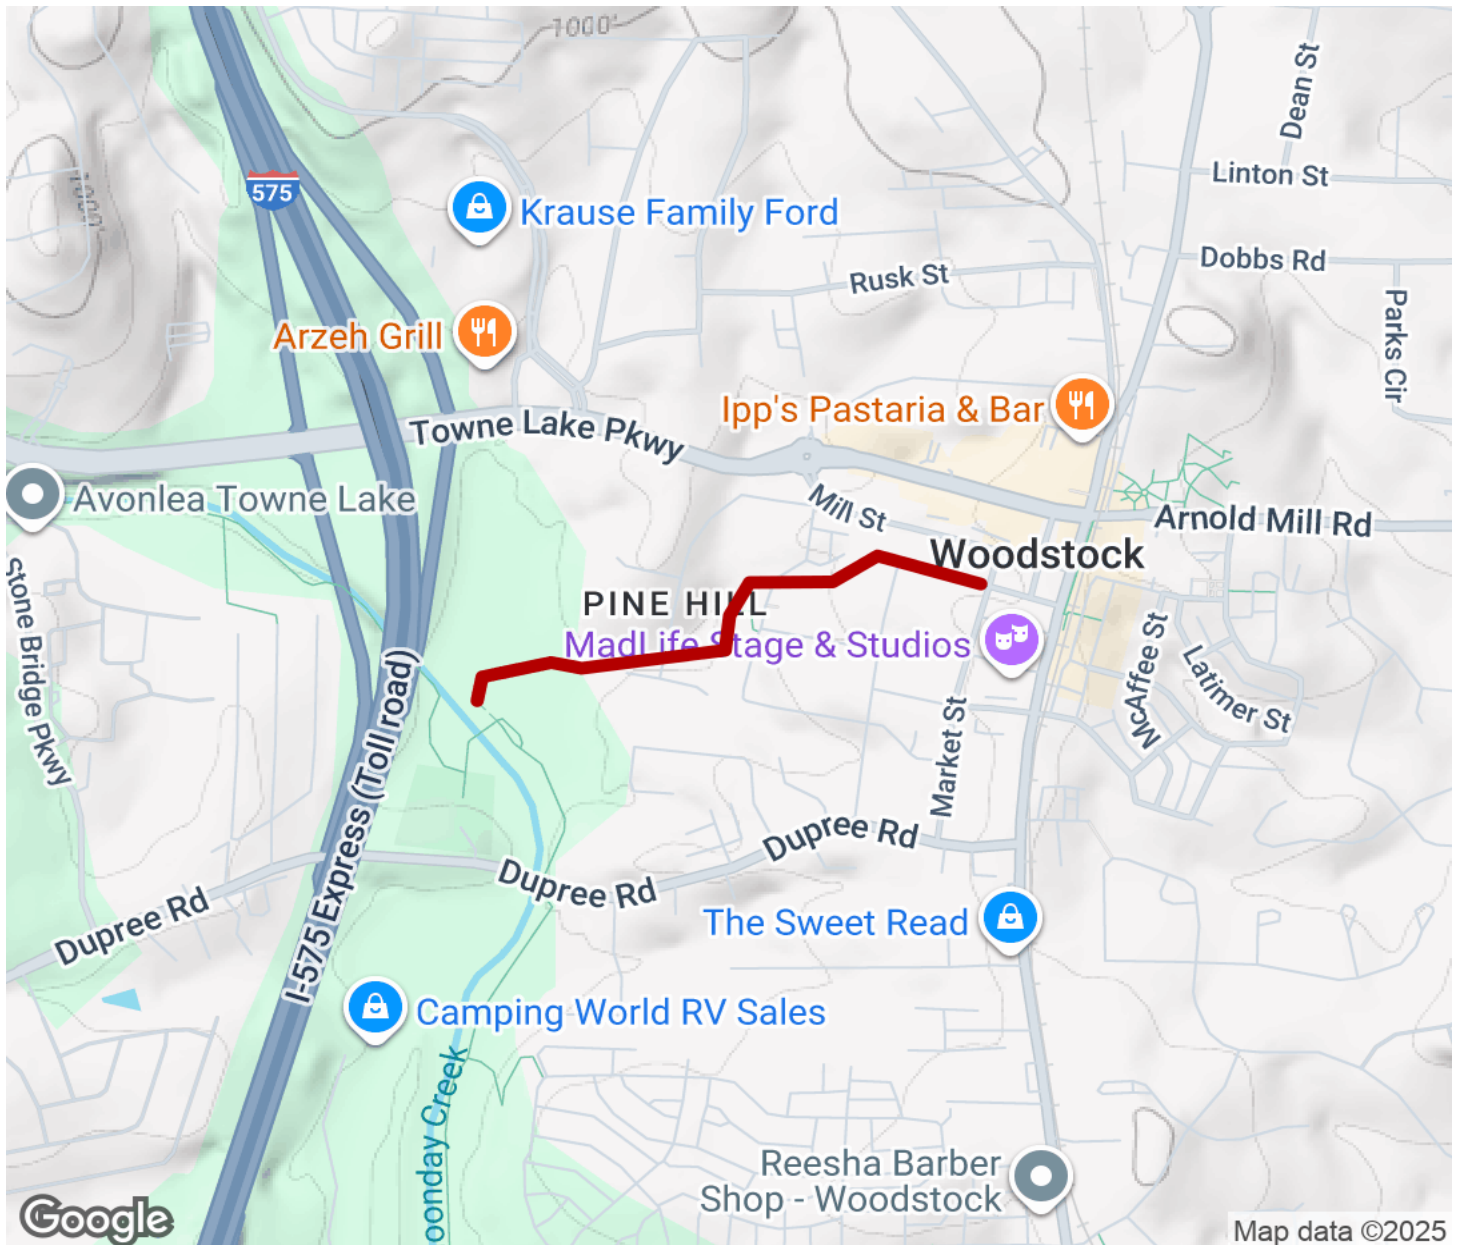 1000'
Dean St
575
1000'
Linton St
Krause Family Ford
Dobbs Rd
Rusk St
Parks Cir
Arzeh Grill
Ipp's Pastaria & Bar
Towne Lake Pkwy
Avonlea Towne Lake
Mill St
Arnold Mill Rd
Woodstock
PINE HILL
MadLife Stage & Studios
Stone Bridge Pkwy
McAffee St
Latimer St
I-575 Express (Toll road)
Market St
Dupree Rd
Dupree Rd
Dupree Rd
The Sweet Read
Camping World RV Sales
oonday Creek
Reesha Barber
Shop - Woodstock
Google
Map data ©2025